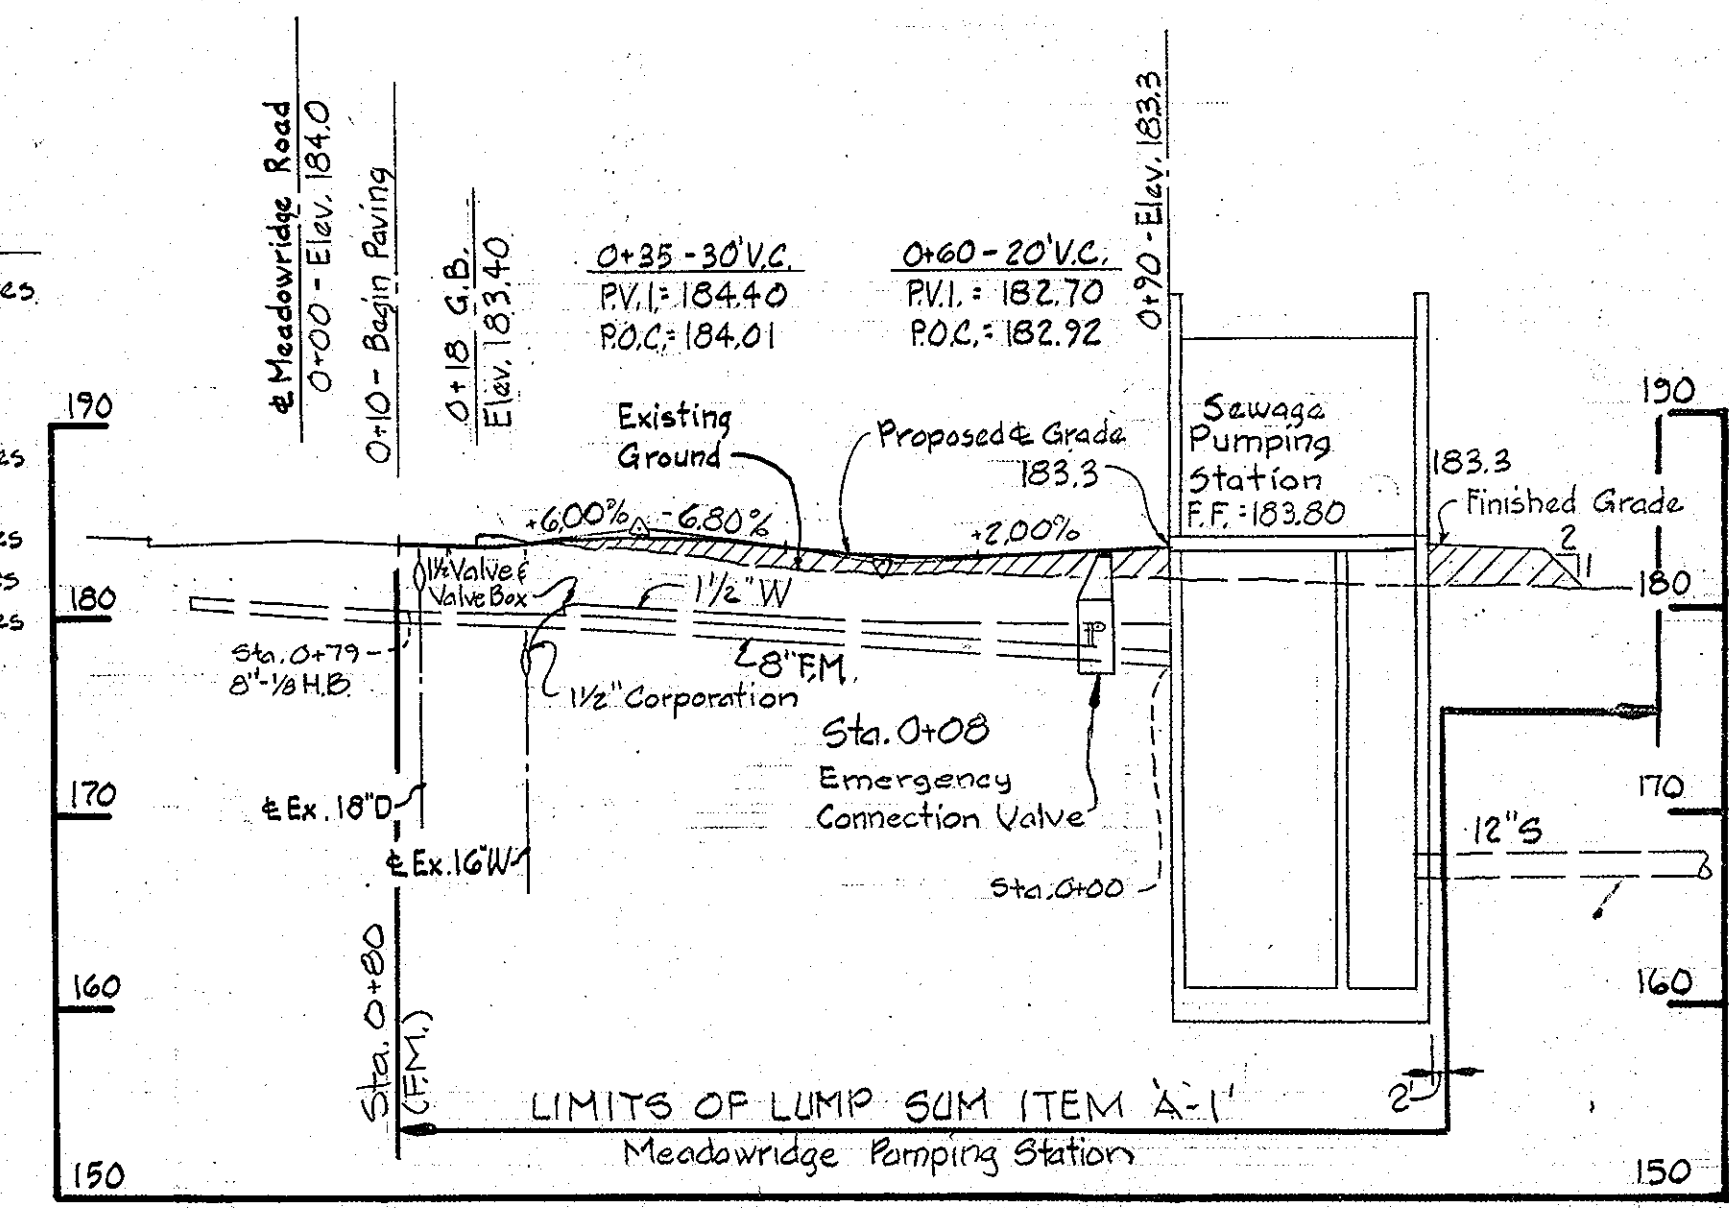 ℄ Meadowridge Road
0+00 - Elev. 184.0
0+10 - Begin Paving
0+18 G.B.
Elev. 183.40
0+35 - 30' V.C.
P.V.I. = 184.40
P.O.C. = 184.01
0+60 - 20' V.C.
P.V.I. = 182.70
P.O.C. = 182.92
0+90 - Elev. 183.3
190
190
Existing
Ground
Proposed ℄ Grade
183.3
Sewage
Pumping
Station
F.F. = 183.80
183.3
Finished Grade
2
1
+6.00%
-6.80%
+2.00%
1½ Valve &
Valve Box
1 1/2" W
180
180
Sta. 0+79
8"-1/8 H.B.
8" F.M.
1 1/2" Corporation
Sta. 0+08
Emergency
Connection Valve
170
170
℄ Ex. 18" D
℄ Ex. 16" W
12" S
Sta. 0+00
160
160
Sta. 0+80
(F.M.)
2'
LIMITS OF LUMP SUM ITEM 'A-1'
Meadowridge Pumping Station
150
150